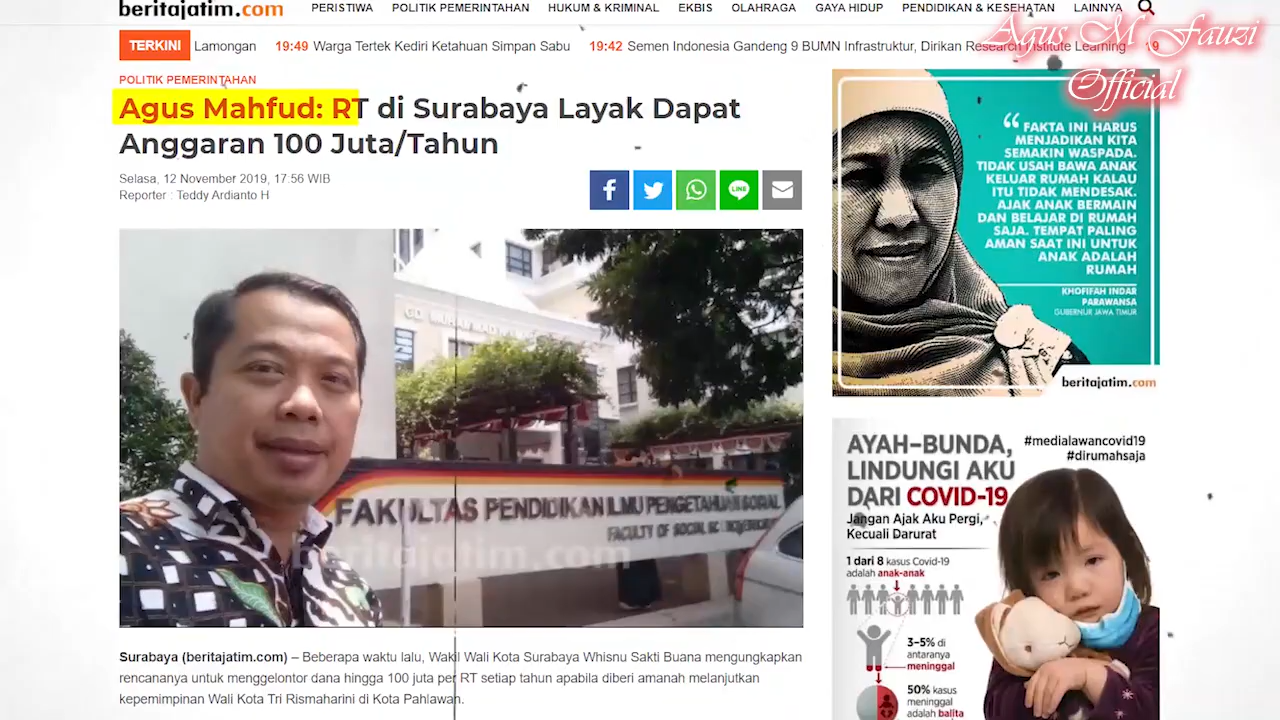 beritajatim.com
PERISTIWA POLITIK PEMERINTAHAN HUKUM & KRIMINAL EKBIS OLAHRAGA GAYA HIDUP PENDIDIKAN & KESEHATAN LAINNYA
TERKINI Lamongan 19:49 Warga Tertek Kediri Ketahuan Simpan Sabu 19:42 Semen Indonesia Gandeng 9 BUMN Infrastruktur, Dirikan Research Institute Learning 19
Agus M Fauzi
Official
POLITIK PEMERINTAHAN
Agus Mahfud: RT di Surabaya Layak Dapat
Anggaran 100 Juta/Tahun
Selasa, 12 November 2019, 17:56 WIB
Reporter : Teddy Ardianto H
FAKULTAS PENDIDIKAN ILMU PENGETAHUAN SOSIAL
FACULTY OF SOCIAL
beritajatim.com
Surabaya (beritajatim.com) – Beberapa waktu lalu, Wakil Wali Kota Surabaya Whisnu Sakti Buana mengungkapkan
rencananya untuk menggelontor dana hingga 100 juta per RT setiap tahun apabila diberi amanah melanjutkan
kepemimpinan Wali Kota Tri Rismaharini di Kota Pahlawan.
“ FAKTA INI HARUS
MENJADIKAN KITA
SEMAKIN WASPADA.
TIDAK USAH BAWA ANAK
KELUAR RUMAH KALAU
ITU TIDAK MENDESAK.
AJAK ANAK BERMAIN
DAN BELAJAR DI RUMAH
SAJA. TEMPAT PALING
AMAN SAAT INI UNTUK
ANAK ADALAH
RUMAH
KHOFIFAH INDAR
PARAWANSA
GUBERNUR JAWA TIMUR
beritajatim.com
AYAH–BUNDA,
LINDUNGI AKU
DARI COVID-19
#medialawancovid19
#dirumahsaja
Jangan Ajak Aku Pergi,
Kecuali Darurat
1 dari 8 kasus Covid-19
adalah anak-anak
3–5% di
antaranya
meninggal
50% kasus
meninggal
adalah balita